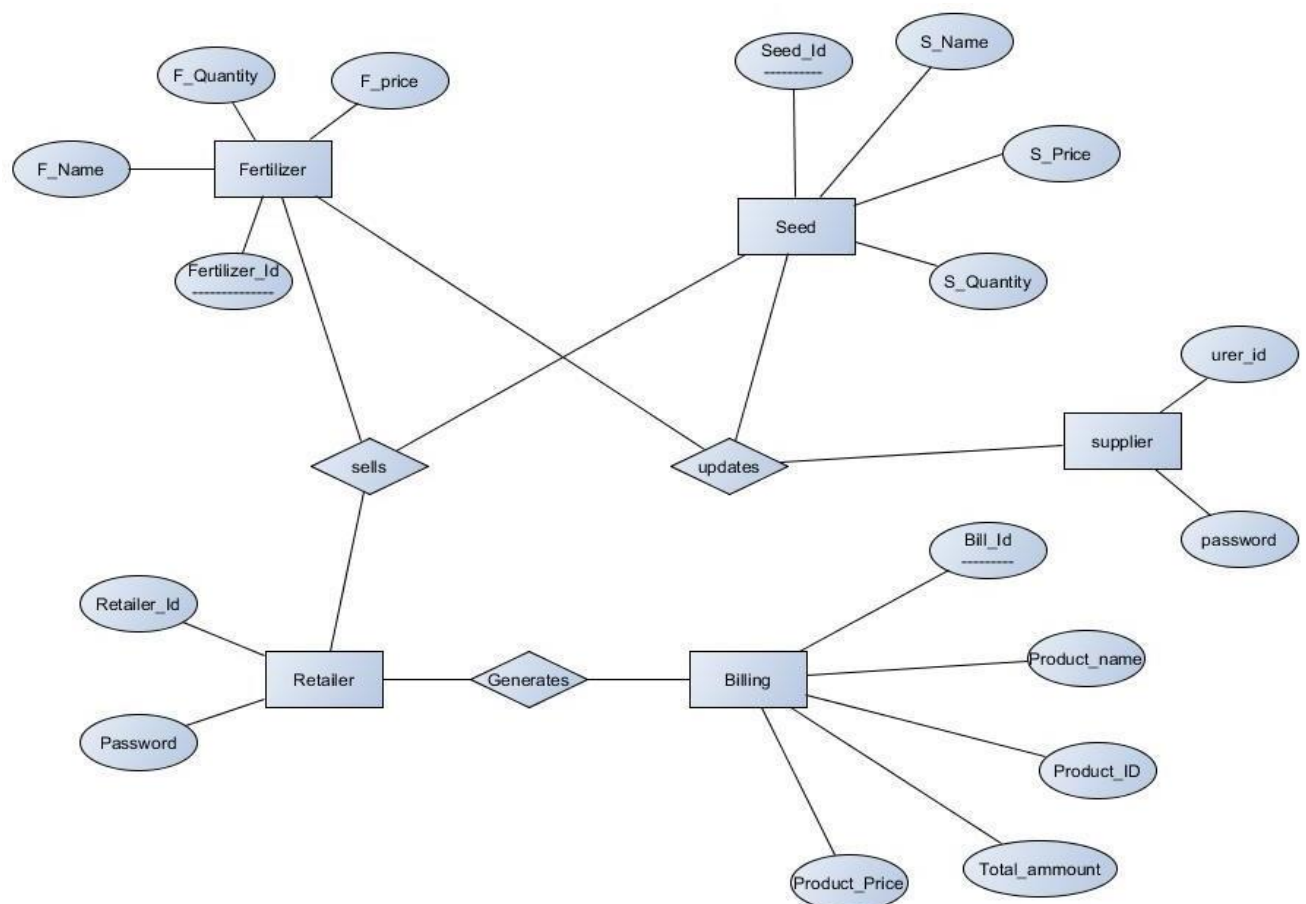 Seed_Id
----------
S_Name
F_Quantity
F_price
F_Name
Fertilizer
S_Price
Seed
Fertilizer_Id
-------------
S_Quantity
urer_id
supplier
sells
updates
password
Bill_Id
---------
Retailer_Id
Product_name
Retailer
Generates
Billing
Password
Product_ID
Total_ammount
Product_Price